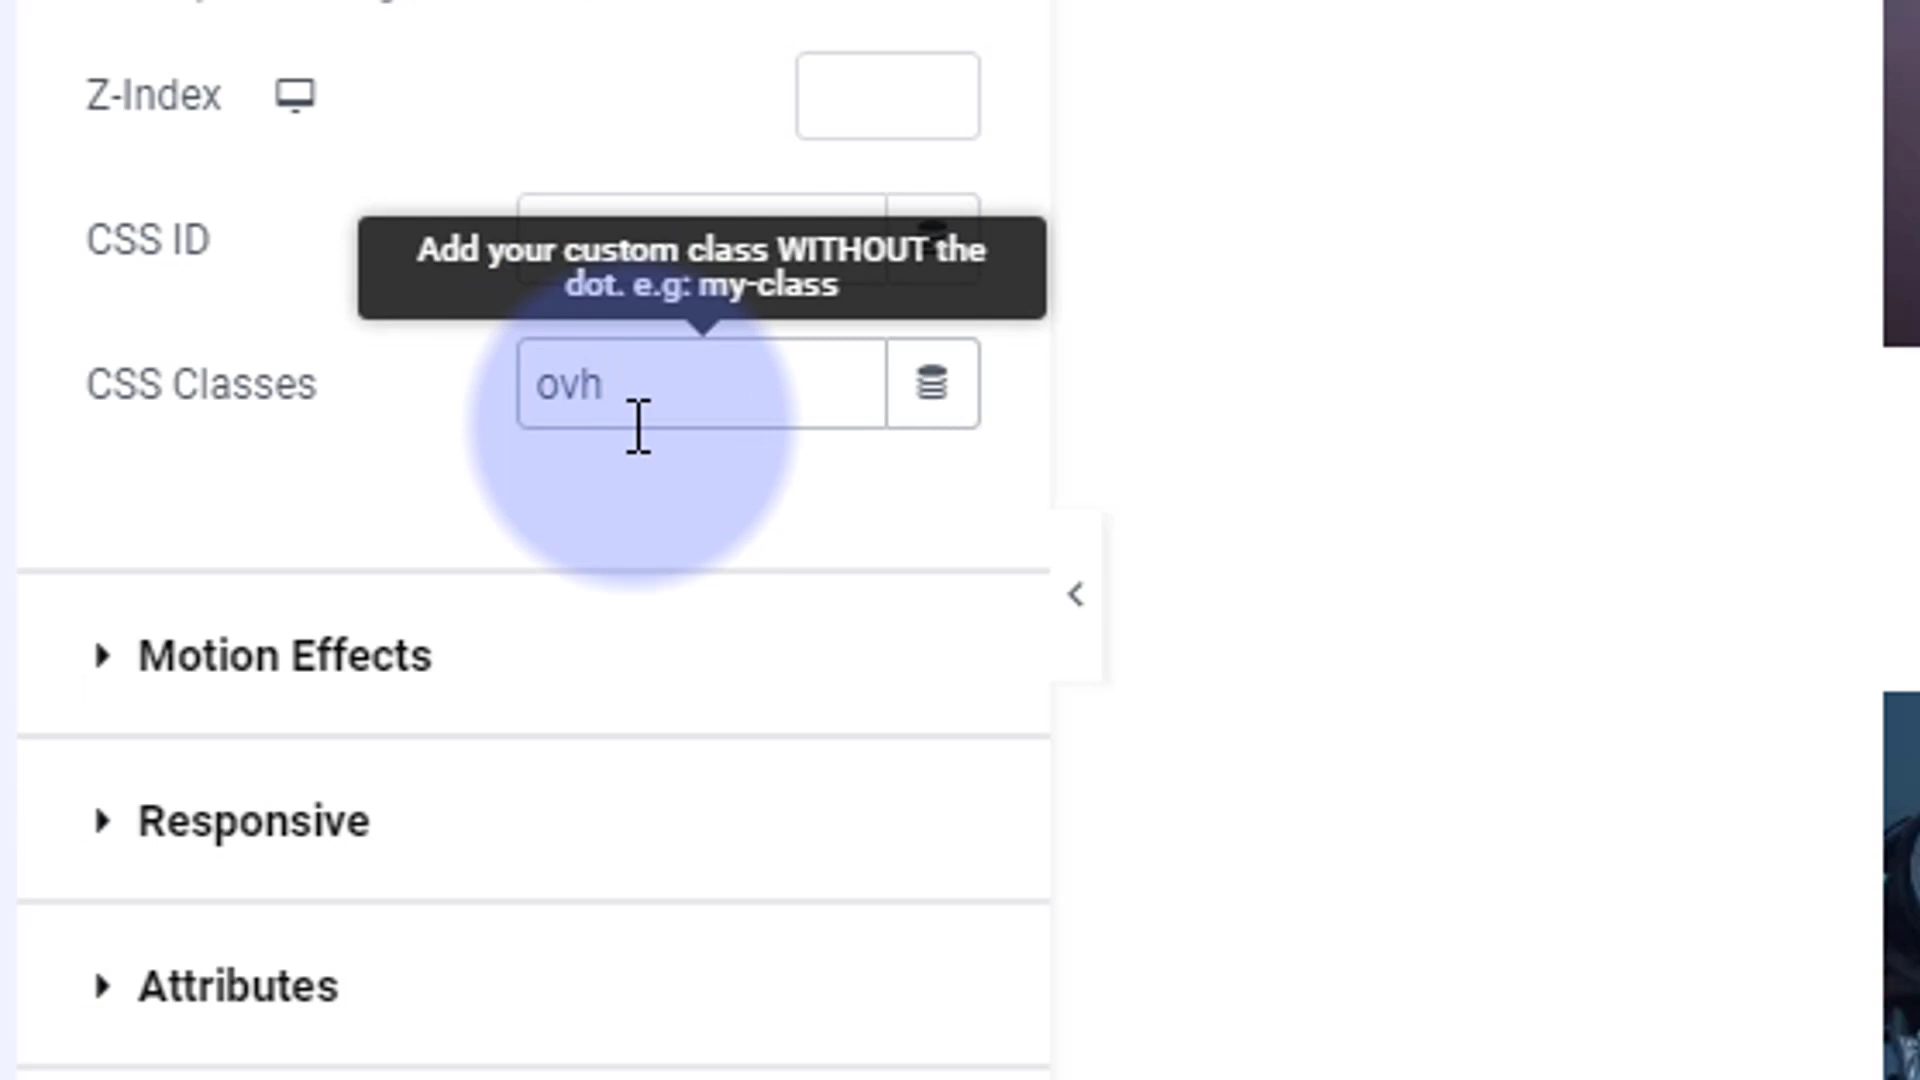 Z-Index
CSS ID
Add your custom class WITHOUT the
dot. e.g: my-class
CSS Classes
ovh
Motion Effects
Responsive
Attributes